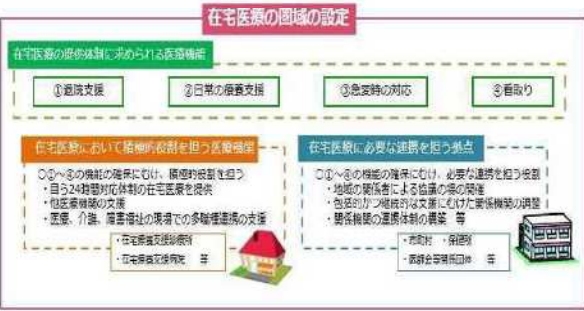 在宅医療の圏域の設定
在宅医療の提供体制に求められる医療機能
①退院支援
②日常の療養支援
③急変時の対応
④看取り
在宅医療において積極的役割を担う医療機関
○①～④の機能の確保にむけ、積極的役割を担う
・自ら24時間対応体制の在宅医療を提供
・他医療機関の支援
・医療、介護、障害福祉の現場での多職種連携の支援
・在宅療養支援診療所
・在宅療養支援病院　等
在宅医療に必要な連携を担う拠点
○①～④の機能の確保にむけ、必要な連携を担う役割
・地域の関係者による協議の場の開催
・包括的かつ継続的な支援にむけた関係機関の調整
・関係機関の連携体制の構築　等
・市町村　・保健所
・医師会等関係団体　等